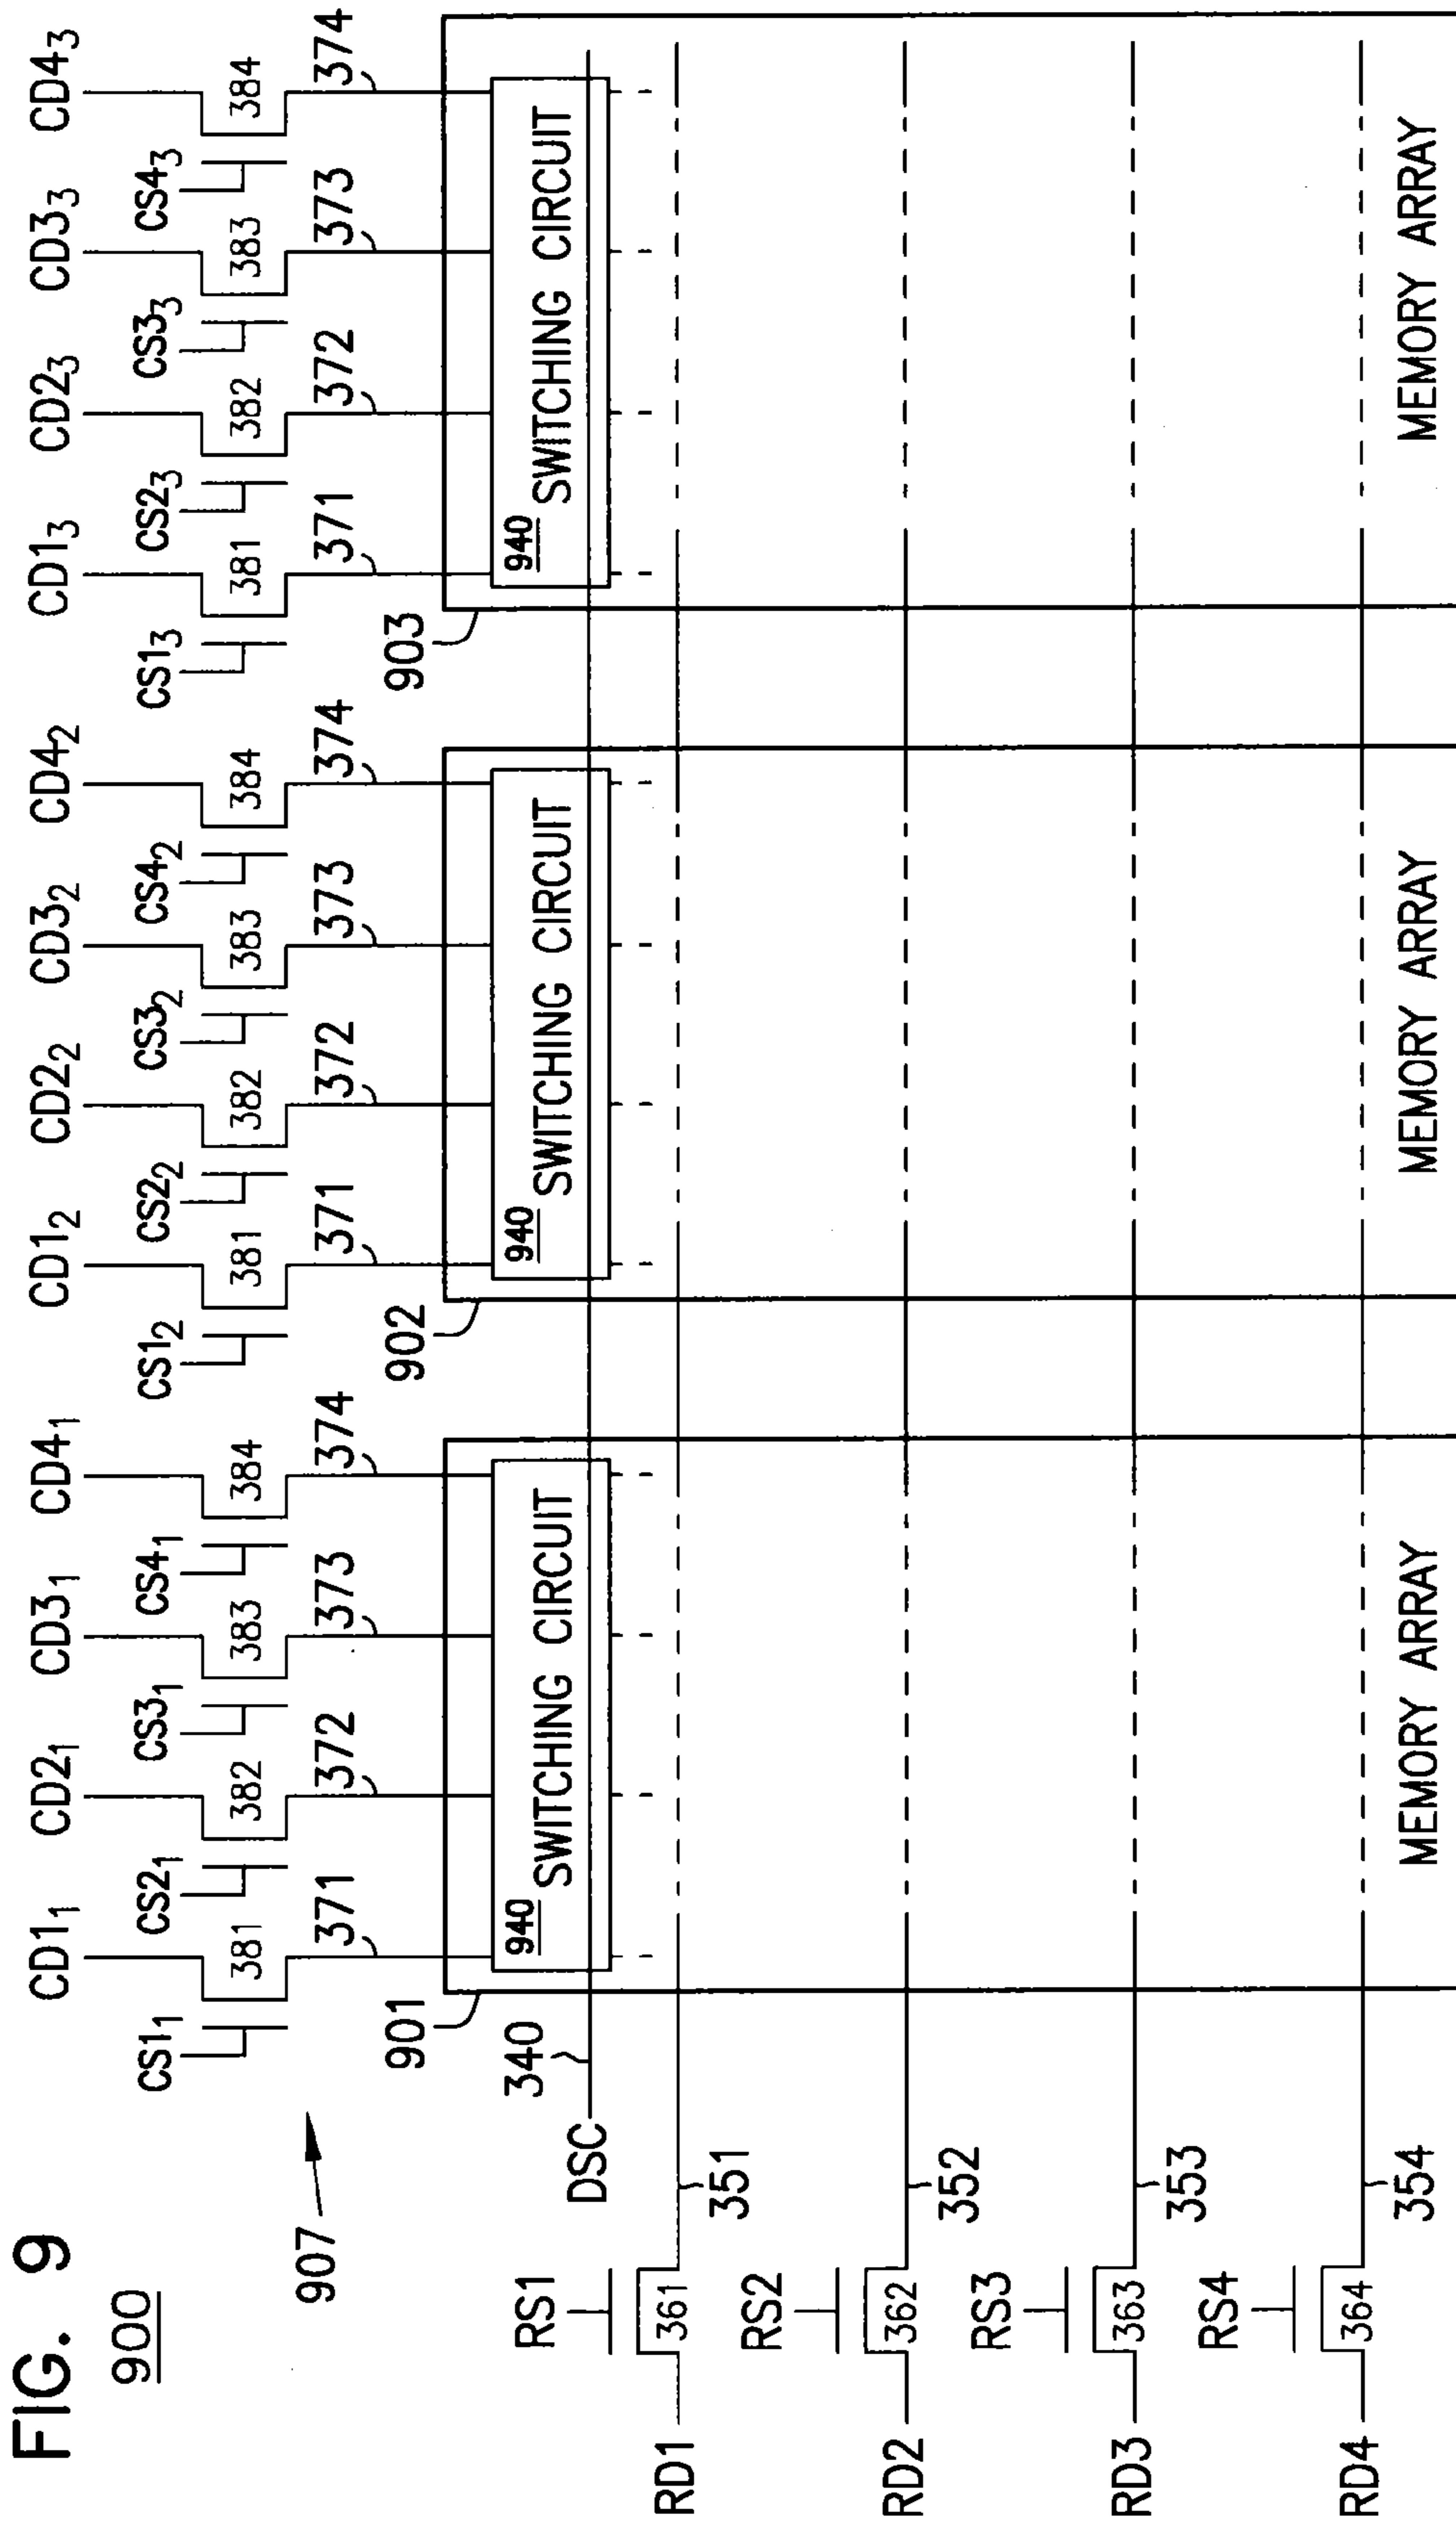 FIG. 9
900
907
CD1₁ CD2₁ CD3₁ CD4₁ CD1₂ CD2₂ CD3₂ CD4₂ CD1₃ CD2₃ CD3₃ CD4₃
CS1₁ CS2₁ CS3₁ CS4₁ CS1₂ CS2₂ CS3₂ CS4₂ CS1₃ CS2₃ CS3₃ CS4₃
381 382 383 384 381 382 383 384 381 382 383 384
371 372 373 374 371 372 373 374 371 372 373 374
901 902 903
340
940 940 940
SWITCHING CIRCUIT SWITCHING CIRCUIT SWITCHING CIRCUIT
DSC
RS1
361
RD1
351
RS2
362
RD2
352
RS3
363
RD3
353
RS4
364
RD4
354
MEMORY ARRAY MEMORY ARRAY MEMORY ARRAY